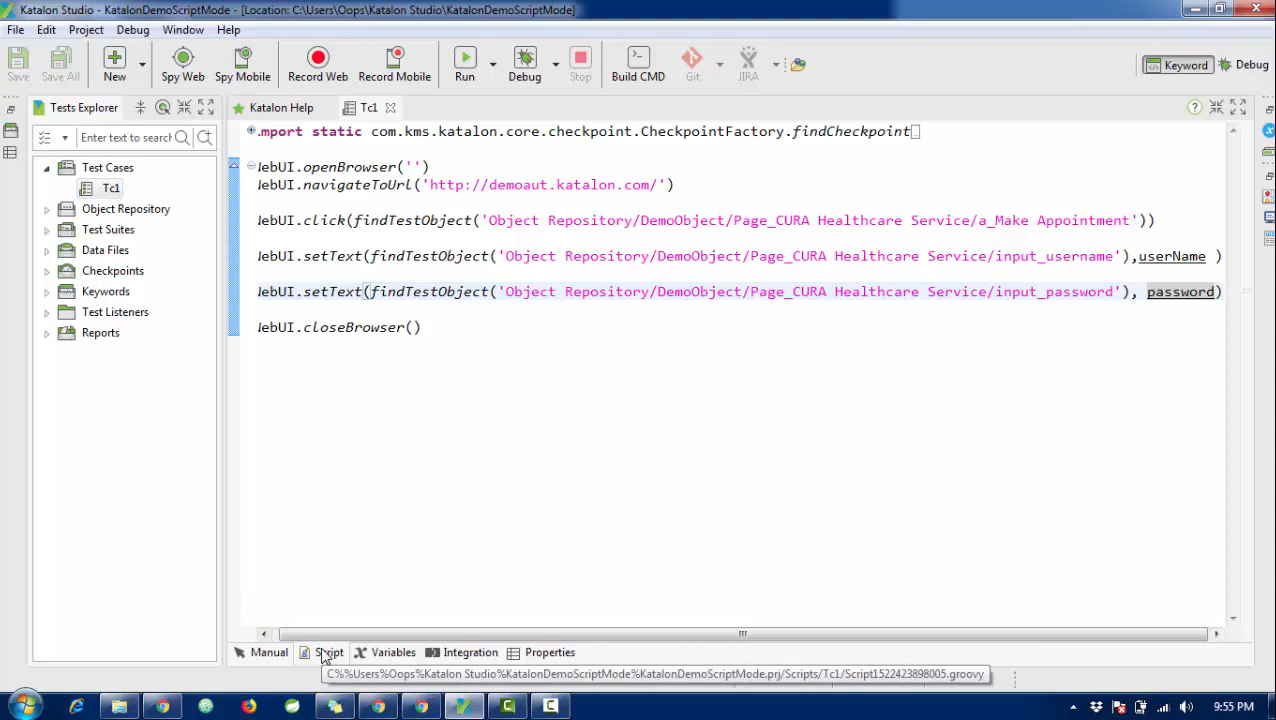 Katalon Studio - KatalonDemoScriptMode - [Location: C:\Users\Oops\Katalon Studio\KatalonDemoScriptMode]
File Edit Project Debug Window Help
Save Save All New Spy Web Spy Mobile Record Web Record Mobile Run Debug Stop Build CMD Git JIRA Keyword Debug
Tests Explorer
Katalon Help Tc1
Enter text to search
Test Cases
Tc1
Object Repository
Test Suites
Data Files
Checkpoints
Keywords
Test Listeners
Reports
mport static com.kms.katalon.core.checkpoint.CheckpointFactory.findCheckpoint
ebUI.openBrowser('')
ebUI.navigateToUrl('http://demoaut.katalon.com/')
ebUI.click(findTestObject('Object Repository/DemoObject/Page_CURA Healthcare Service/a_Make Appointment'))
ebUI.setText(findTestObject('Object Repository/DemoObject/Page_CURA Healthcare Service/input_username'),userName )
ebUI.setText(findTestObject('Object Repository/DemoObject/Page_CURA Healthcare Service/input_password'), password)
ebUI.closeBrowser()
Manual Script Variables Integration Properties
C%%Users%Oops%Katalon Studio%KatalonDemoScriptMode%KatalonDemoScriptMode.prj/Scripts/Tc1/Script1522423898005.groovy
9:55 PM